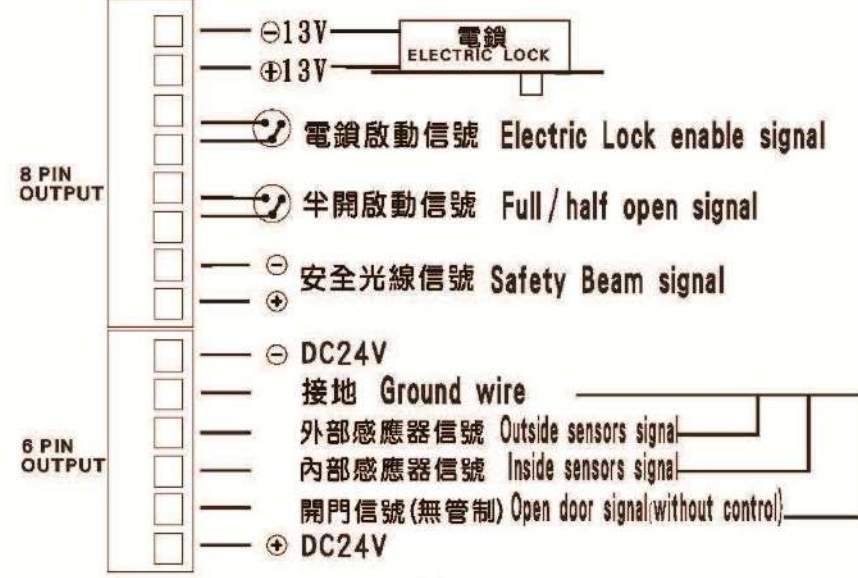 ⊖13V
電鎖
ELECTRIC LOCK
⊕13V
電鎖啟動信號 Electric Lock enable signal
8 PIN
OUTPUT
半開啟動信號 Full / half open signal
⊖
安全光線信號 Safety Beam signal
⊕
⊖ DC24V
接地 Ground wire
外部感應器信號 Outside sensors signal
6 PIN
OUTPUT
內部感應器信號 Inside sensors signal
開門信號(無管制) Open door signal(without control)
⊕ DC24V